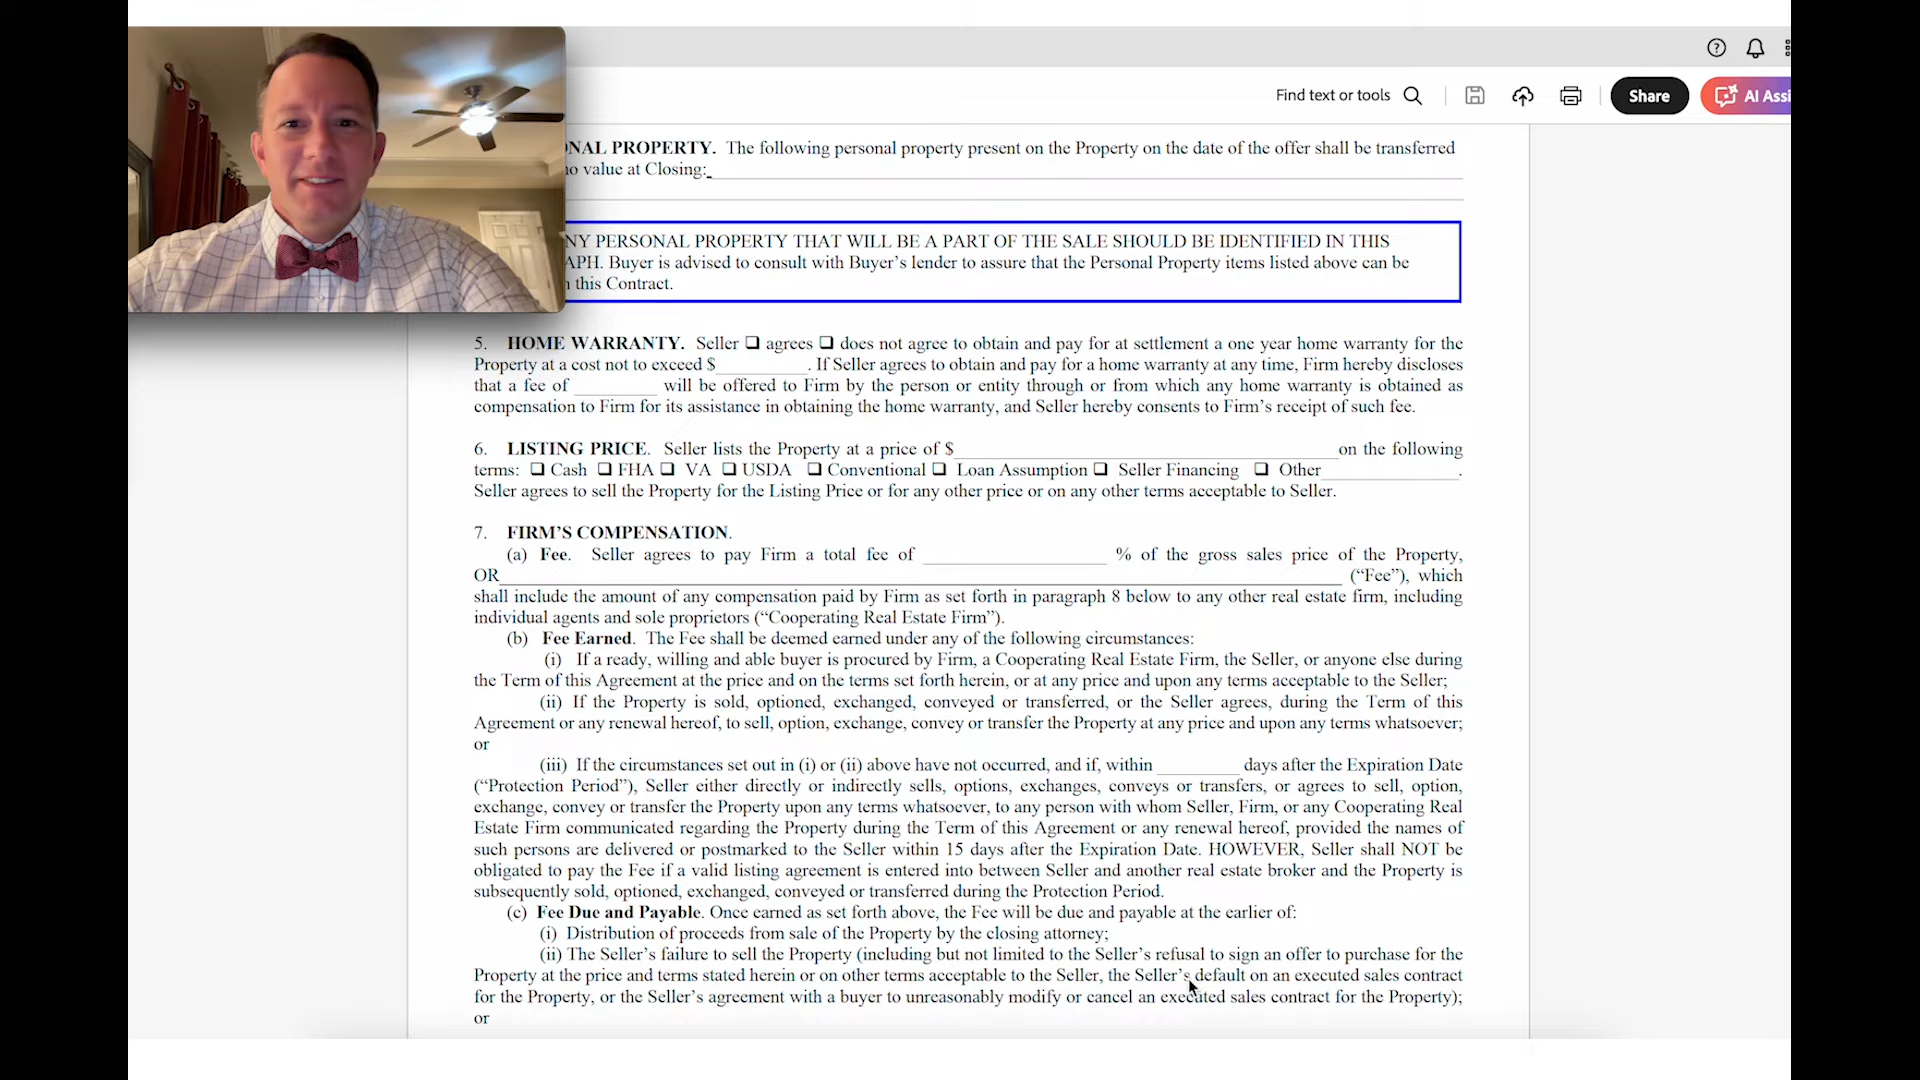 Find text or tools
Share
AI Assi
NAL PROPERTY. The following personal property present on the Property on the date of the offer shall be transferred
no value at Closing:
NY PERSONAL PROPERTY THAT WILL BE A PART OF THE SALE SHOULD BE IDENTIFIED IN THIS
APH. Buyer is advised to consult with Buyer's lender to assure that the Personal Property items listed above can be
this Contract.
5. HOME WARRANTY. Seller ❑ agrees ❑ does not agree to obtain and pay for at settlement a one year home warranty for the
Property at a cost not to exceed $__________. If Seller agrees to obtain and pay for a home warranty at any time, Firm hereby discloses
that a fee of _________ will be offered to Firm by the person or entity through or from which any home warranty is obtained as
compensation to Firm for its assistance in obtaining the home warranty, and Seller hereby consents to Firm's receipt of such fee.
6. LISTING PRICE. Seller lists the Property at a price of $__________ on the following
terms: ❑ Cash ❑ FHA ❑ VA ❑ USDA ❑ Conventional ❑ Loan Assumption ❑ Seller Financing ❑ Other__________.
Seller agrees to sell the Property for the Listing Price or for any other price or on any other terms acceptable to Seller.
7. FIRM'S COMPENSATION.
(a) Fee. Seller agrees to pay Firm a total fee of __________ % of the gross sales price of the Property,
OR__________ ("Fee"), which
shall include the amount of any compensation paid by Firm as set forth in paragraph 8 below to any other real estate firm, including
individual agents and sole proprietors ("Cooperating Real Estate Firm").
(b) Fee Earned. The Fee shall be deemed earned under any of the following circumstances:
(i) If a ready, willing and able buyer is procured by Firm, a Cooperating Real Estate Firm, the Seller, or anyone else during
the Term of this Agreement at the price and on the terms set forth herein, or at any price and upon any terms acceptable to the Seller;
(ii) If the Property is sold, optioned, exchanged, conveyed or transferred, or the Seller agrees, during the Term of this
Agreement or any renewal hereof, to sell, option, exchange, convey or transfer the Property at any price and upon any terms whatsoever;
or
(iii) If the circumstances set out in (i) or (ii) above have not occurred, and if, within _________ days after the Expiration Date
("Protection Period"), Seller either directly or indirectly sells, options, exchanges, conveys or transfers, or agrees to sell, option,
exchange, convey or transfer the Property upon any terms whatsoever, to any person with whom Seller, Firm, or any Cooperating Real
Estate Firm communicated regarding the Property during the Term of this Agreement or any renewal hereof, provided the names of
such persons are delivered or postmarked to the Seller within 15 days after the Expiration Date. HOWEVER, Seller shall NOT be
obligated to pay the Fee if a valid listing agreement is entered into between Seller and another real estate broker and the Property is
subsequently sold, optioned, exchanged, conveyed or transferred during the Protection Period.
(c) Fee Due and Payable. Once earned as set forth above, the Fee will be due and payable at the earlier of:
(i) Distribution of proceeds from sale of the Property by the closing attorney;
(ii) The Seller's failure to sell the Property (including but not limited to the Seller's refusal to sign an offer to purchase for the
Property at the price and terms stated herein or on other terms acceptable to the Seller, the Seller's default on an executed sales contract
for the Property, or the Seller's agreement with a buyer to unreasonably modify or cancel an executed sales contract for the Property);
or